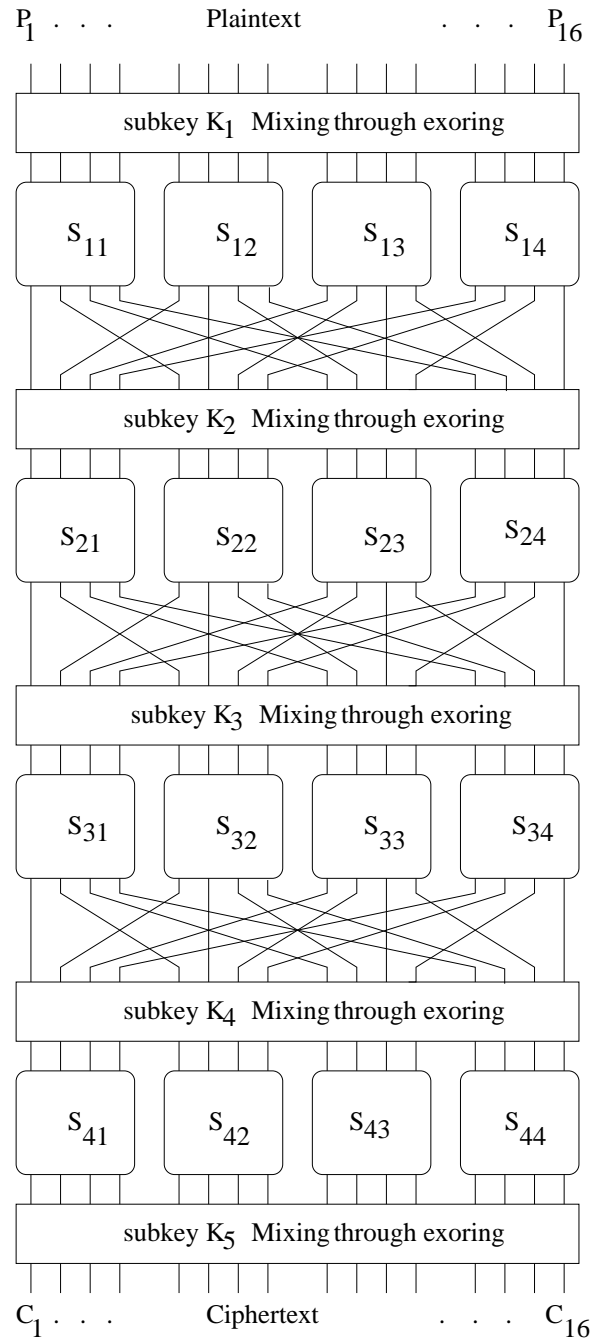 P1 . . . Plaintext . . . P16
subkey K1 Mixing through exoring
S11 S12 S13 S14
subkey K2 Mixing through exoring
S21 S22 S23 S24
subkey K3 Mixing through exoring
S31 S32 S33 S34
subkey K4 Mixing through exoring
S41 S42 S43 S44
subkey K5 Mixing through exoring
C1 . . . Ciphertext . . . C16